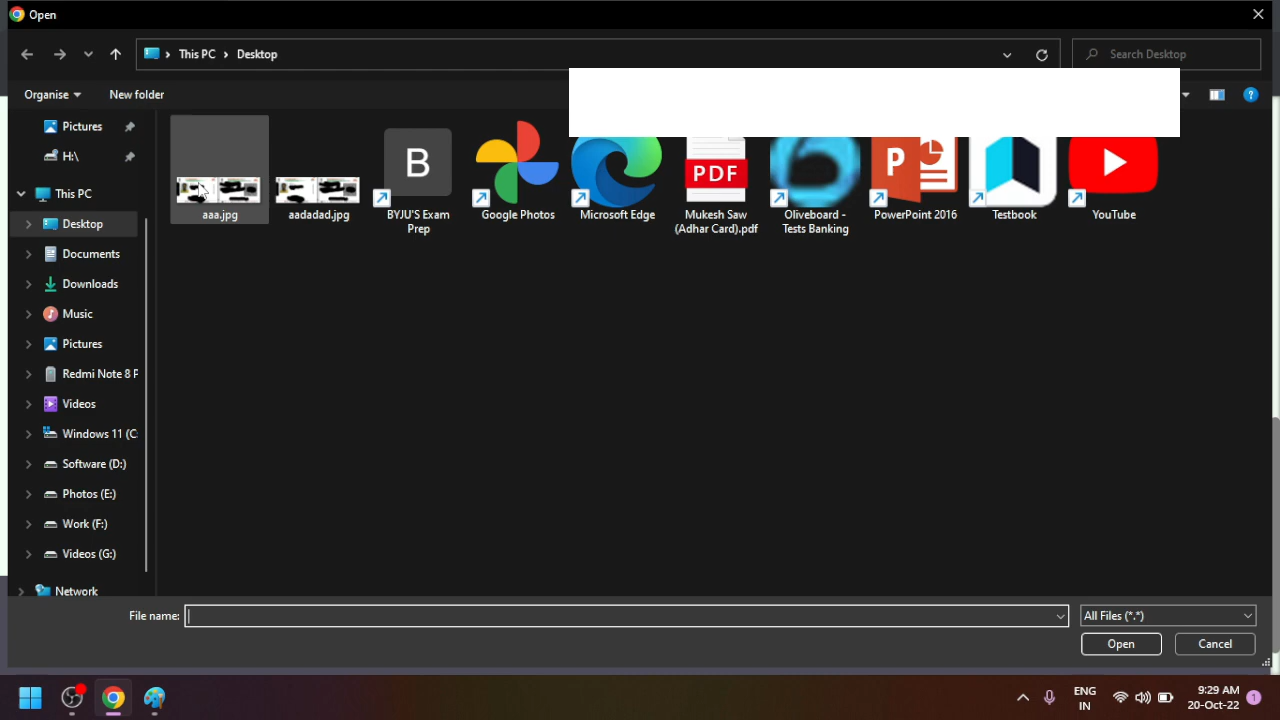 Open
This PC > Desktop
Search Desktop
Organise
New folder
Pictures
H:\
This PC
Desktop
Documents
Downloads
Music
Pictures
Redmi Note 8 P
Videos
Windows 11 (C:
Software (D:)
Photos (E:)
Work (F:)
Videos (G:)
Network
aaa.jpg
aadadad.jpg
B
BYJU'S Exam
Prep
Google Photos
Microsoft Edge
PDF
Mukesh Saw
(Adhar Card).pdf
Oliveboard -
Tests Banking
P
PowerPoint 2016
Testbook
YouTube
File name:
All Files (*.*)
Open
Cancel
ENG
IN
9:29 AM
20-Oct-22
1